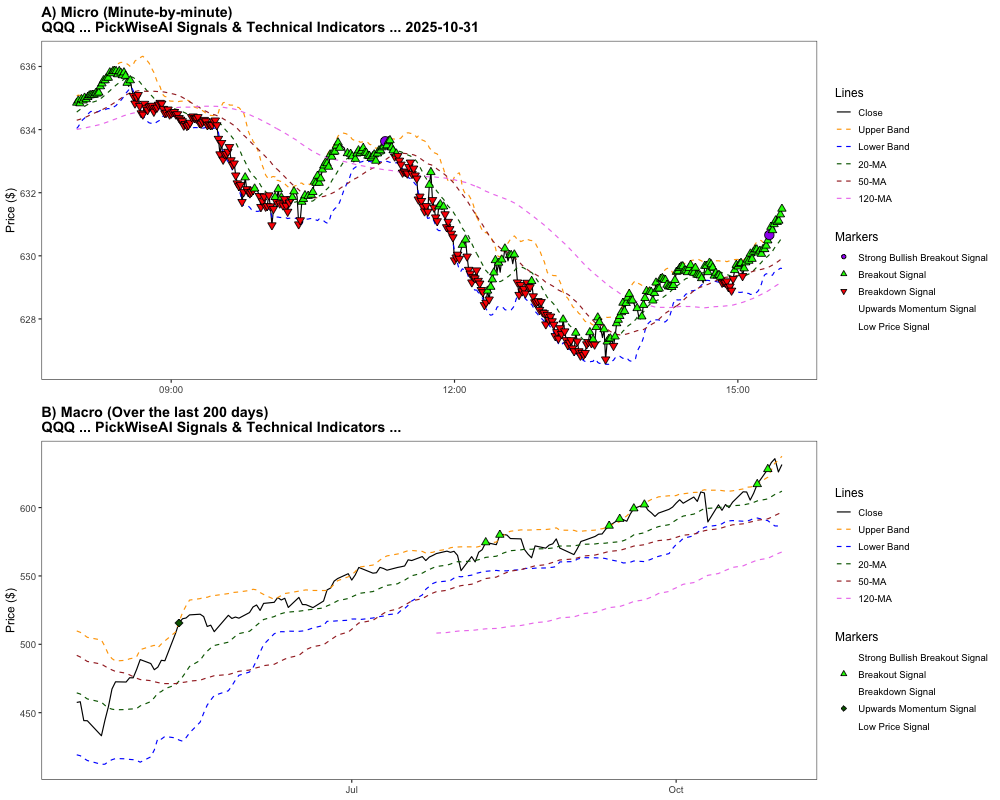 A) Micro (Minute-by-minute)
QQQ ... PickWiseAI Signals & Technical Indicators ... 2025-10-31
636
634
632
630
628
Price ($)
09:00
12:00
15:00
Lines
Close
Upper Band
Lower Band
20-MA
50-MA
120-MA
Markers
Strong Bullish Breakout Signal
Breakout Signal
Breakdown Signal
Upwards Momentum Signal
Low Price Signal
B) Macro (Over the last 200 days)
QQQ ... PickWiseAI Signals & Technical Indicators ...
600
550
500
450
Price ($)
Jul
Oct
Lines
Close
Upper Band
Lower Band
20-MA
50-MA
120-MA
Markers
Strong Bullish Breakout Signal
Breakout Signal
Breakdown Signal
Upwards Momentum Signal
Low Price Signal